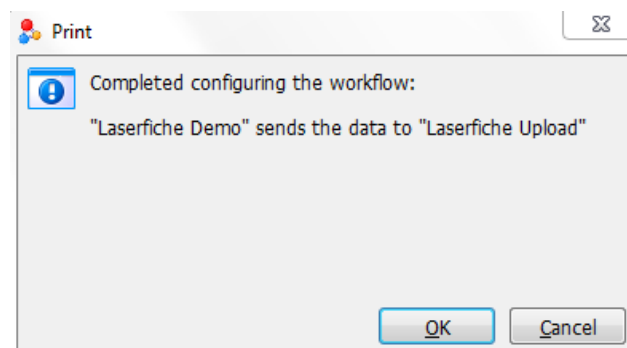 Print
Completed configuring the workflow:
"Laserfiche Demo" sends the data to "Laserfiche Upload"
OK
Cancel